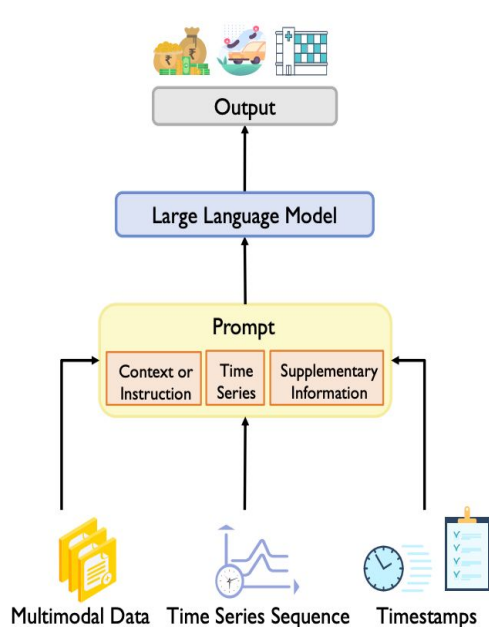 Output
Large Language Model
Prompt
Context or
Instruction
Time
Series
Supplementary
Information
Multimodal Data
Time Series Sequence
Timestamps